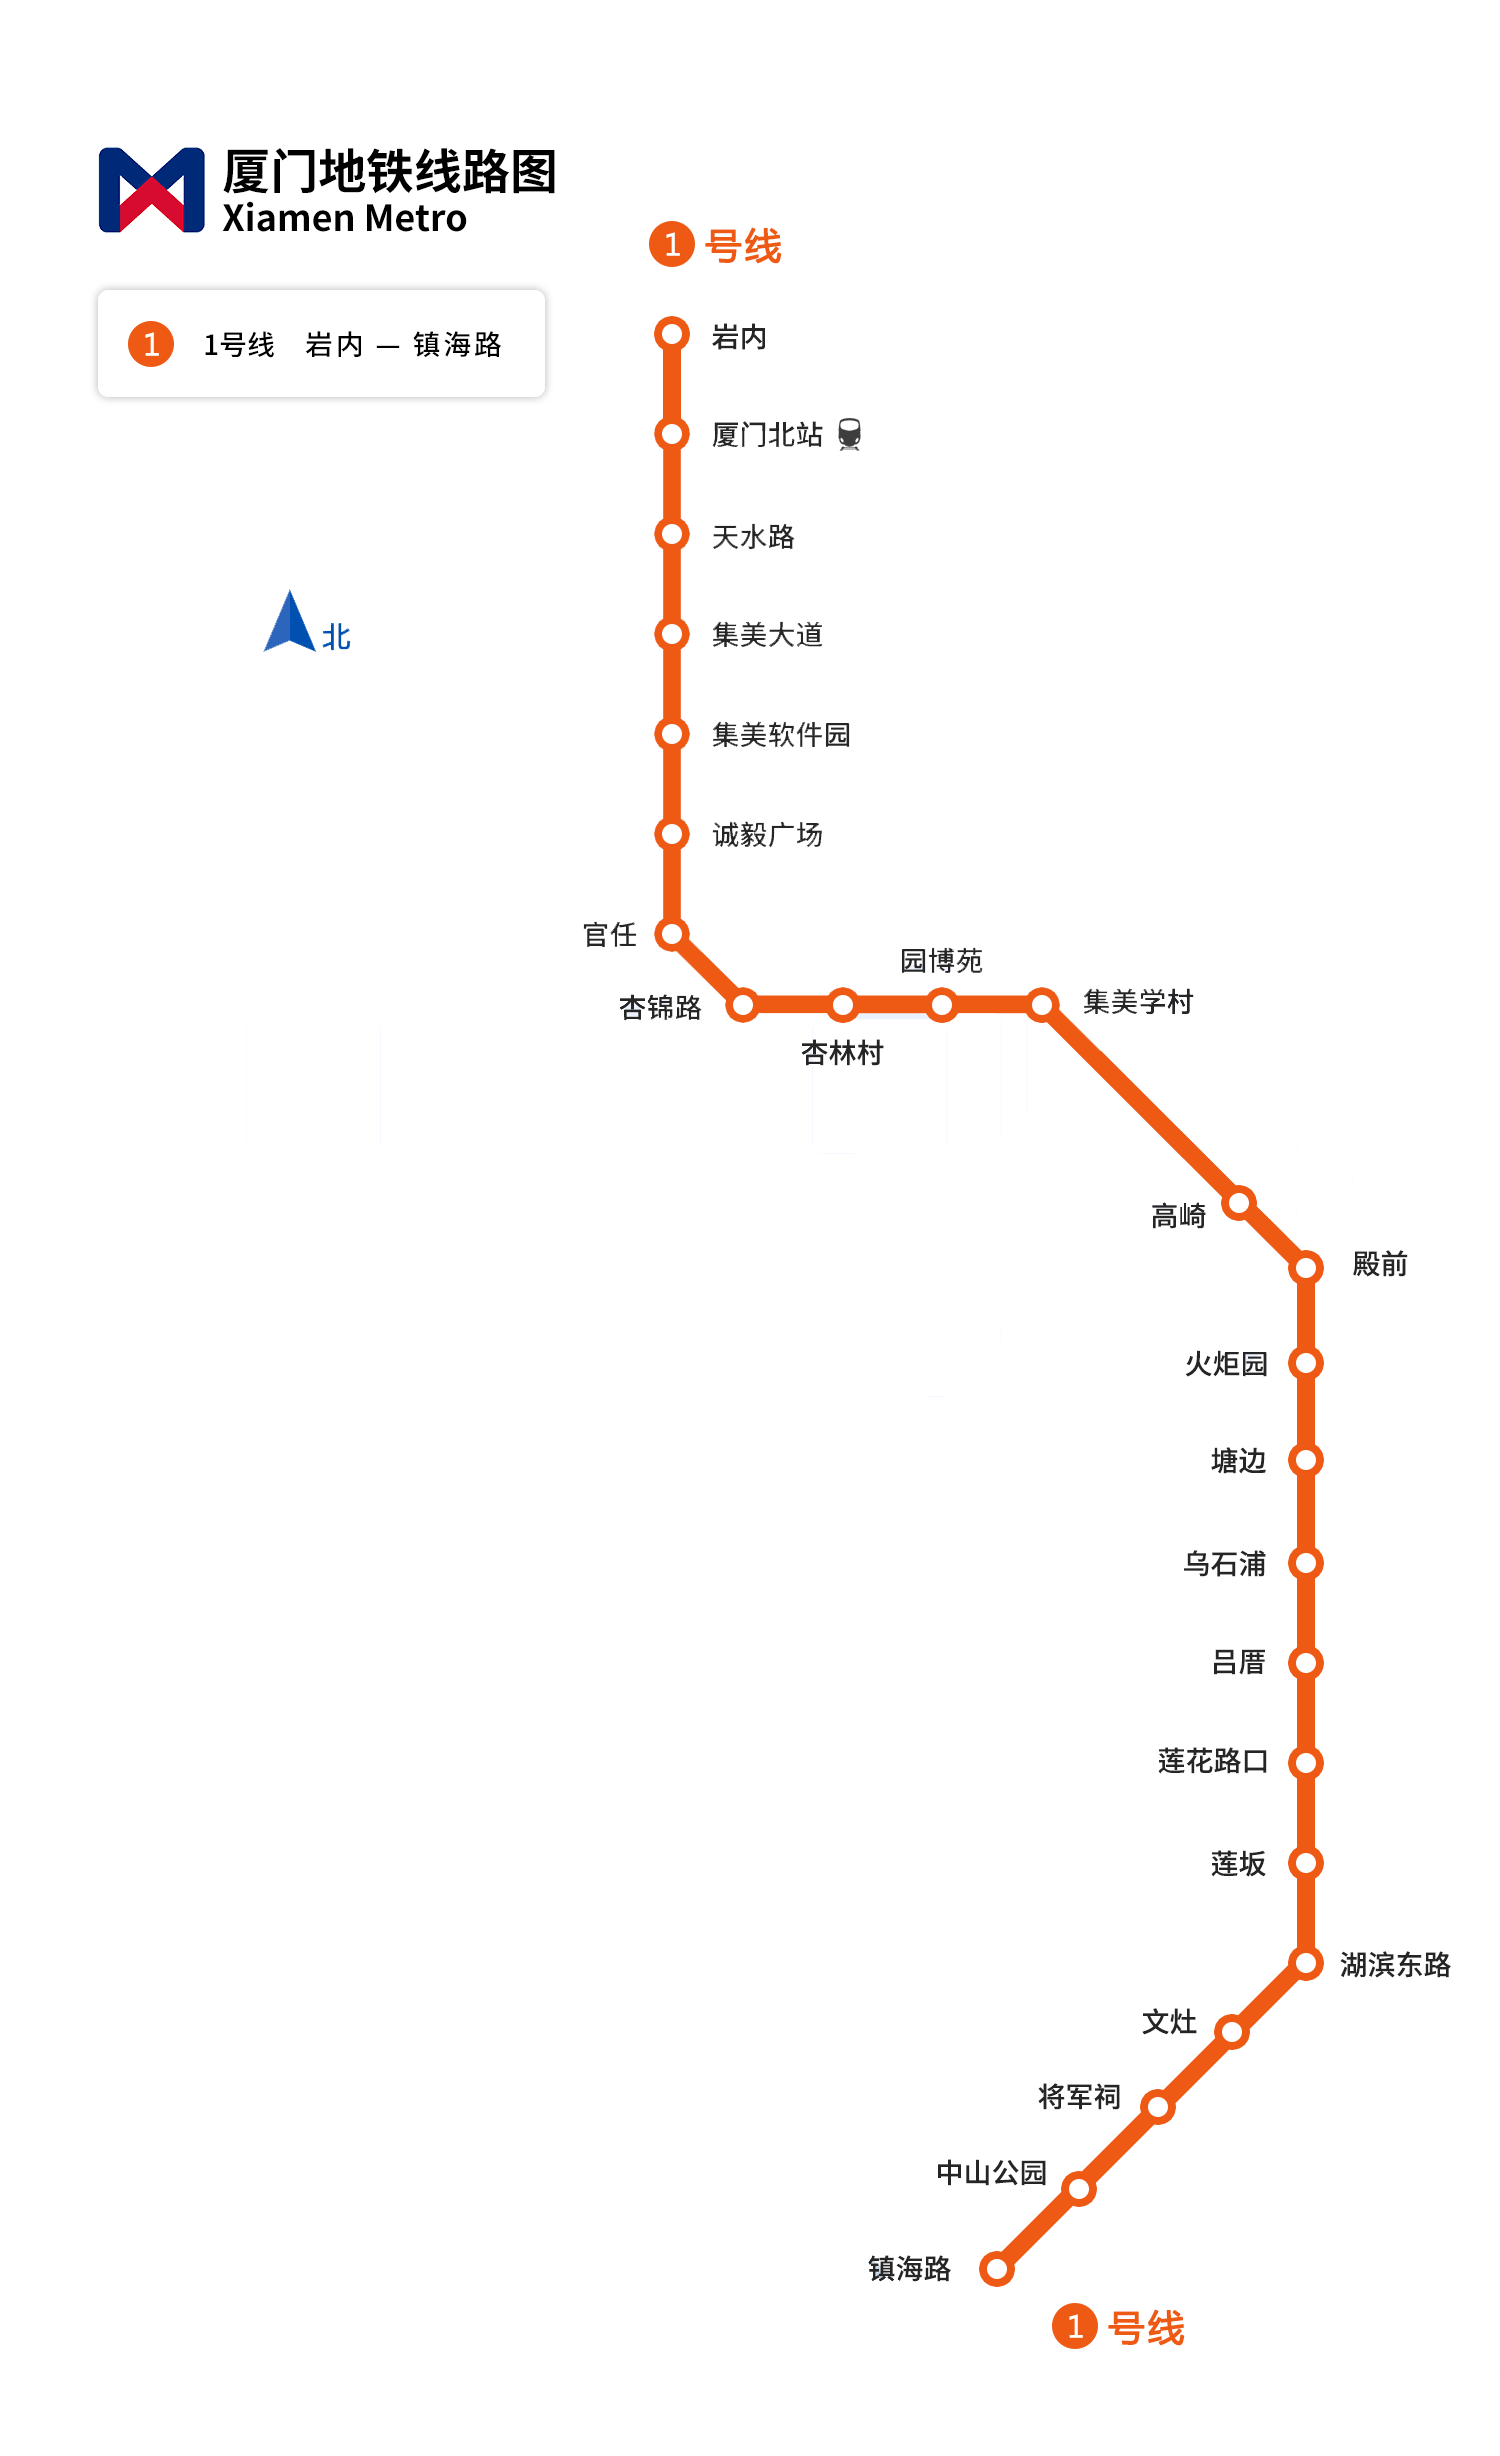 厦门地铁线路图
Xiamen Metro
1 号线
1 1号线 岩内 — 镇海路
岩内
厦门北站
天水路
北
集美大道
集美软件园
诚毅广场
官任
园博苑
杏锦路
集美学村
杏林村
高崎
殿前
火炬园
塘边
乌石浦
吕厝
莲花路口
莲坂
湖滨东路
文灶
将军祠
中山公园
镇海路
1 号线